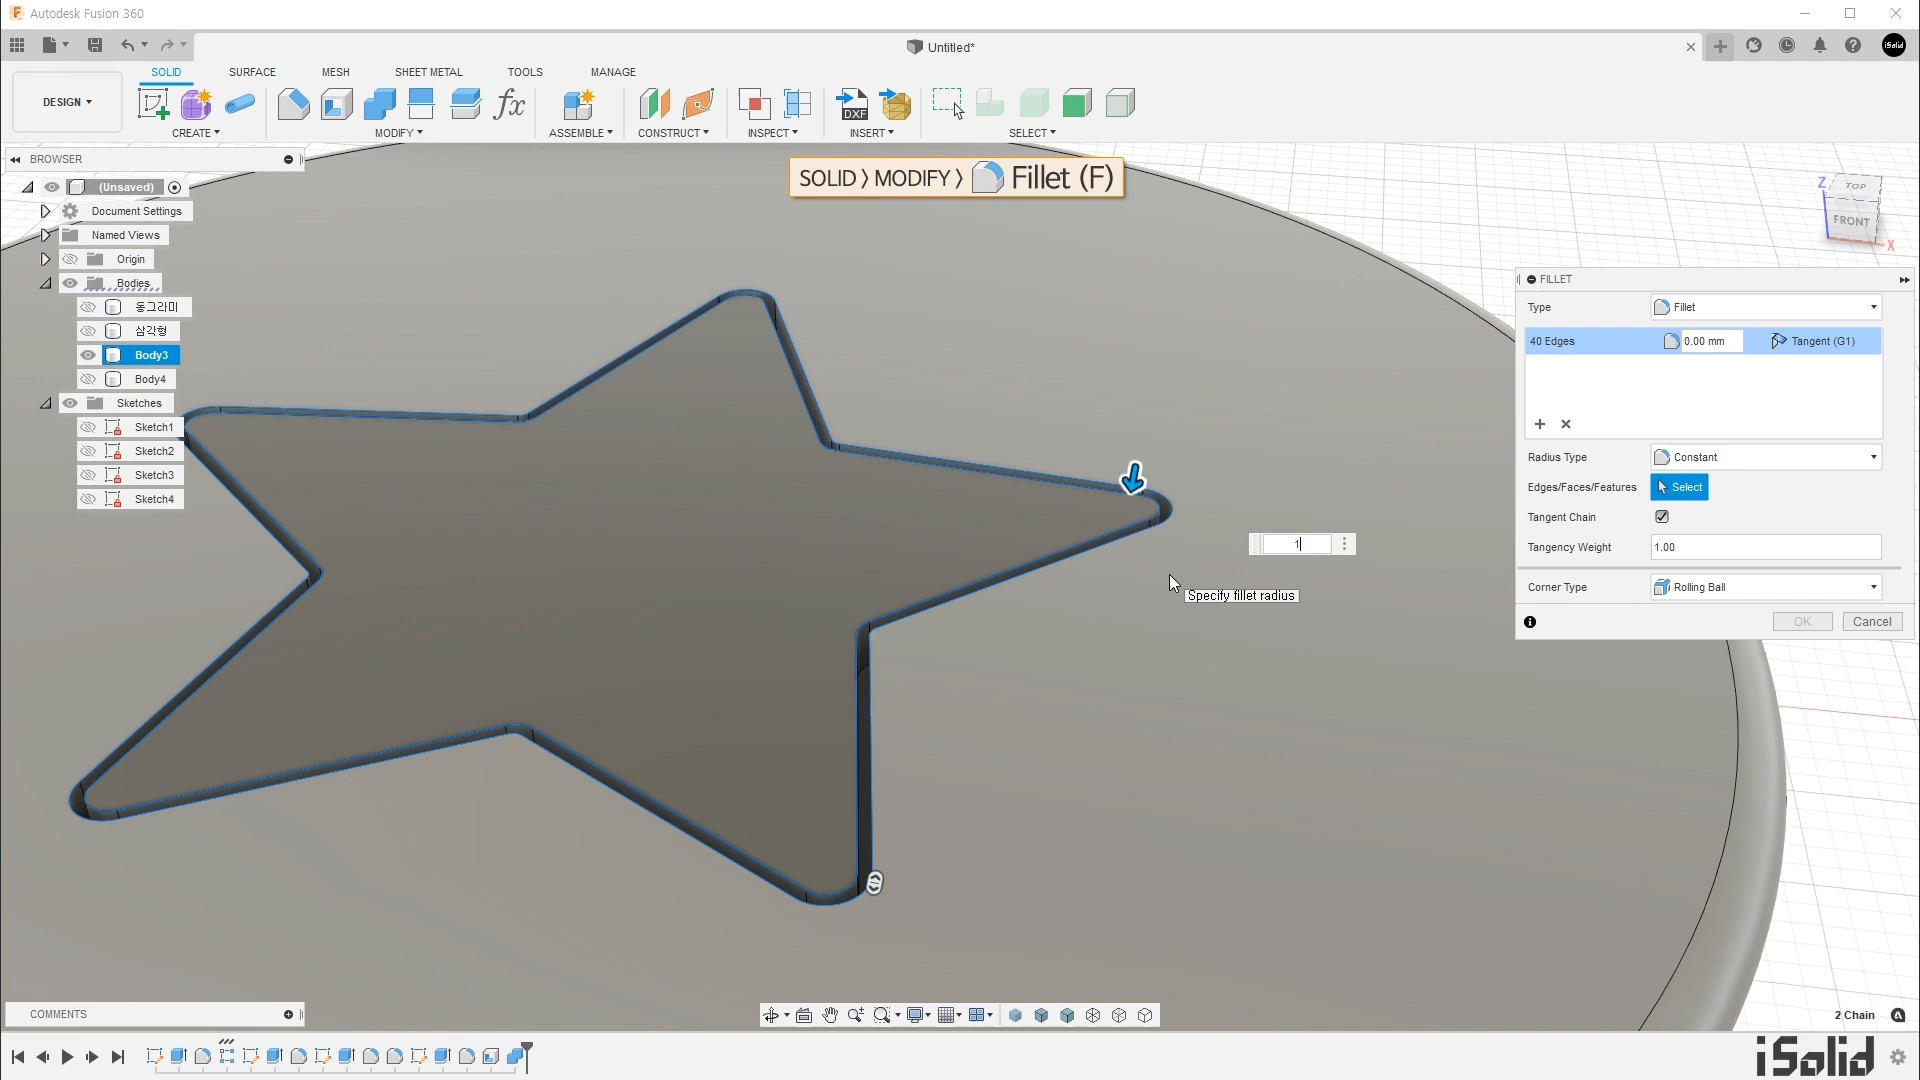 Autodesk Fusion 360
Untitled*
iSolid
DESIGN
SOLID
SURFACE
MESH
SHEET METAL
TOOLS
MANAGE
fx
DXF
CREATE
MODIFY
ASSEMBLE
CONSTRUCT
INSPECT
INSERT
SELECT
BROWSER
SOLID 〉 MODIFY 〉 Fillet (F)
(Unsaved)
Document Settings
Named Views
Origin
Bodies
동그라미
삼각형
Body3
Body4
Sketches
Sketch1
Sketch2
Sketch3
Sketch4
Z
TOP
FRONT
X
FILLET
Type
Fillet
40 Edges
0.00 mm
Tangent (G1)
Radius Type
Constant
Edges/Faces/Features
Select
Tangent Chain
Tangency Weight
1.00
Corner Type
Rolling Ball
OK
Cancel
1
Specify fillet radius
COMMENTS
2 Chain
iSolid